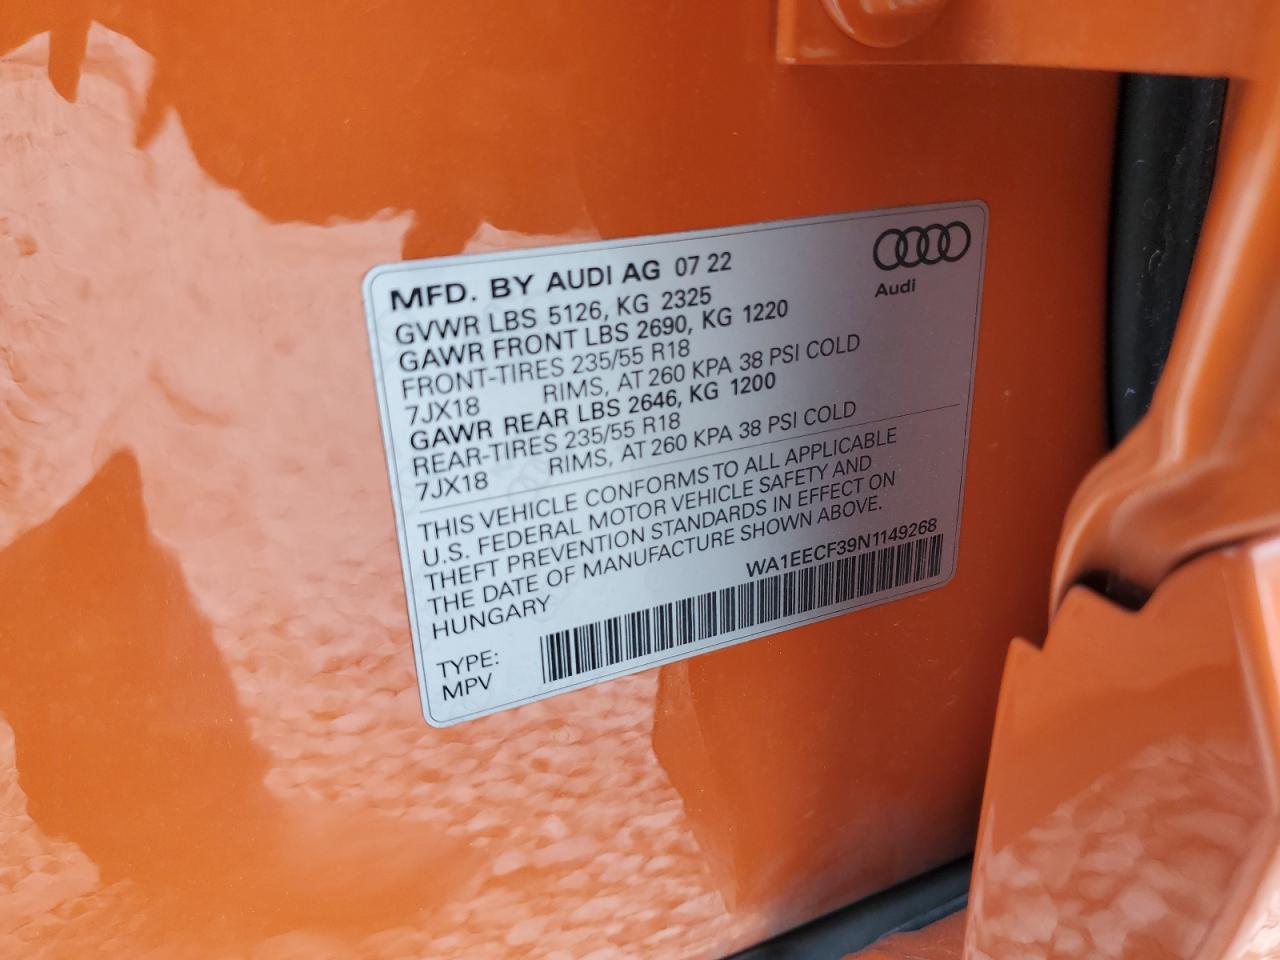 MFD. BY AUDI AG 07 22
Audi
GVWR LBS 5126, KG 2325
GAWR FRONT LBS 2690, KG 1220
FRONT-TIRES 235/55 R18
7JX18 RIMS, AT 260 KPA 38 PSI COLD
GAWR REAR LBS 2646, KG 1200
REAR-TIRES 235/55 R18
7JX18 RIMS, AT 260 KPA 38 PSI COLD
THIS VEHICLE CONFORMS TO ALL APPLICABLE
U.S. FEDERAL MOTOR VEHICLE SAFETY AND
THEFT PREVENTION STANDARDS IN EFFECT ON
THE DATE OF MANUFACTURE SHOWN ABOVE.
HUNGARY WA1EECF39N1149268
TYPE:
MPV